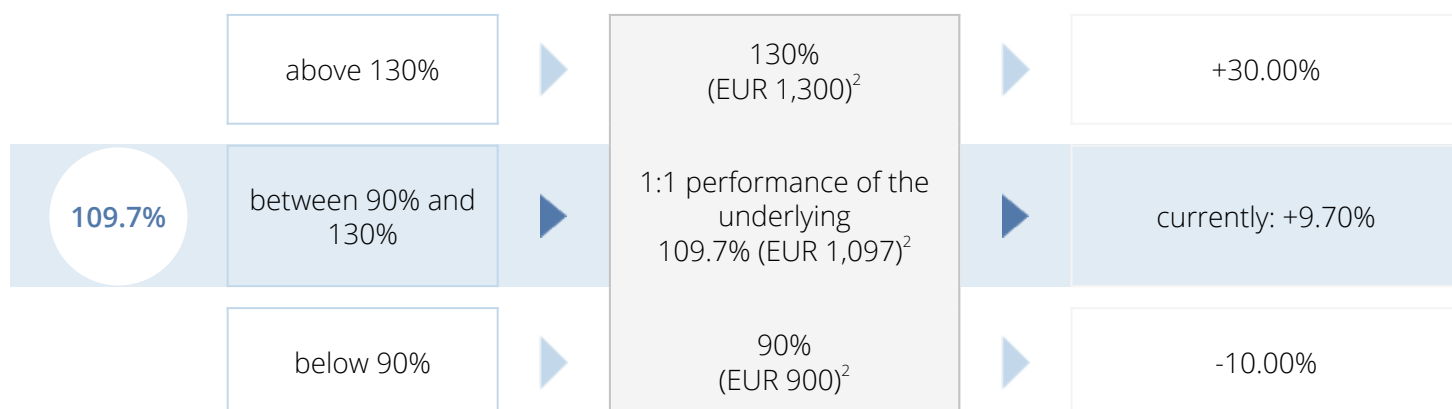 above 130%
130%
(EUR 1,300)²
+30.00%
109.7%
between 90% and
130%
1:1 performance of the
underlying
109.7% (EUR 1,097)²
currently: +9.70%
below 90%
90%
(EUR 900)²
-10.00%